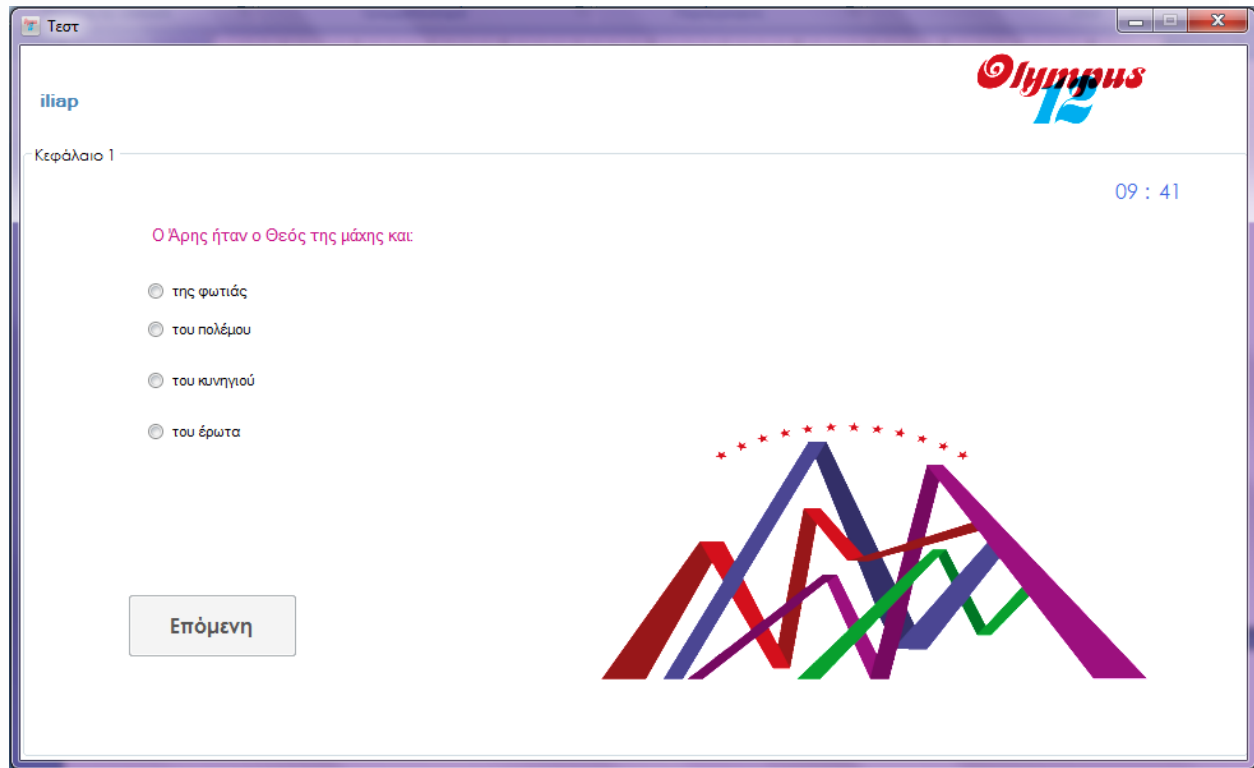 Τεστ
Olympus
12
iliap
Κεφάλαιο 1
09 : 41
Ο Άρης ήταν ο Θεός της μάχης και:
της φωτιάς
του πολέμου
του κυνηγιού
του έρωτα
Επόμενη